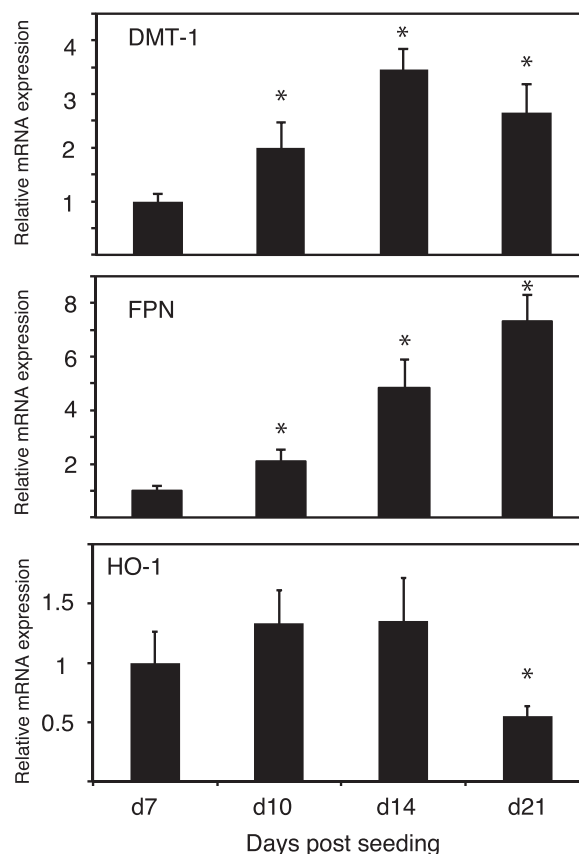 DMT-1
Relative mRNA expression
4
3
2
1
*
*
*
FPN
Relative mRNA expression
8
6
4
2
*
*
*
HO-1
Relative mRNA expression
1.5
1
0.5
*
d7 d10 d14 d21
Days post seeding